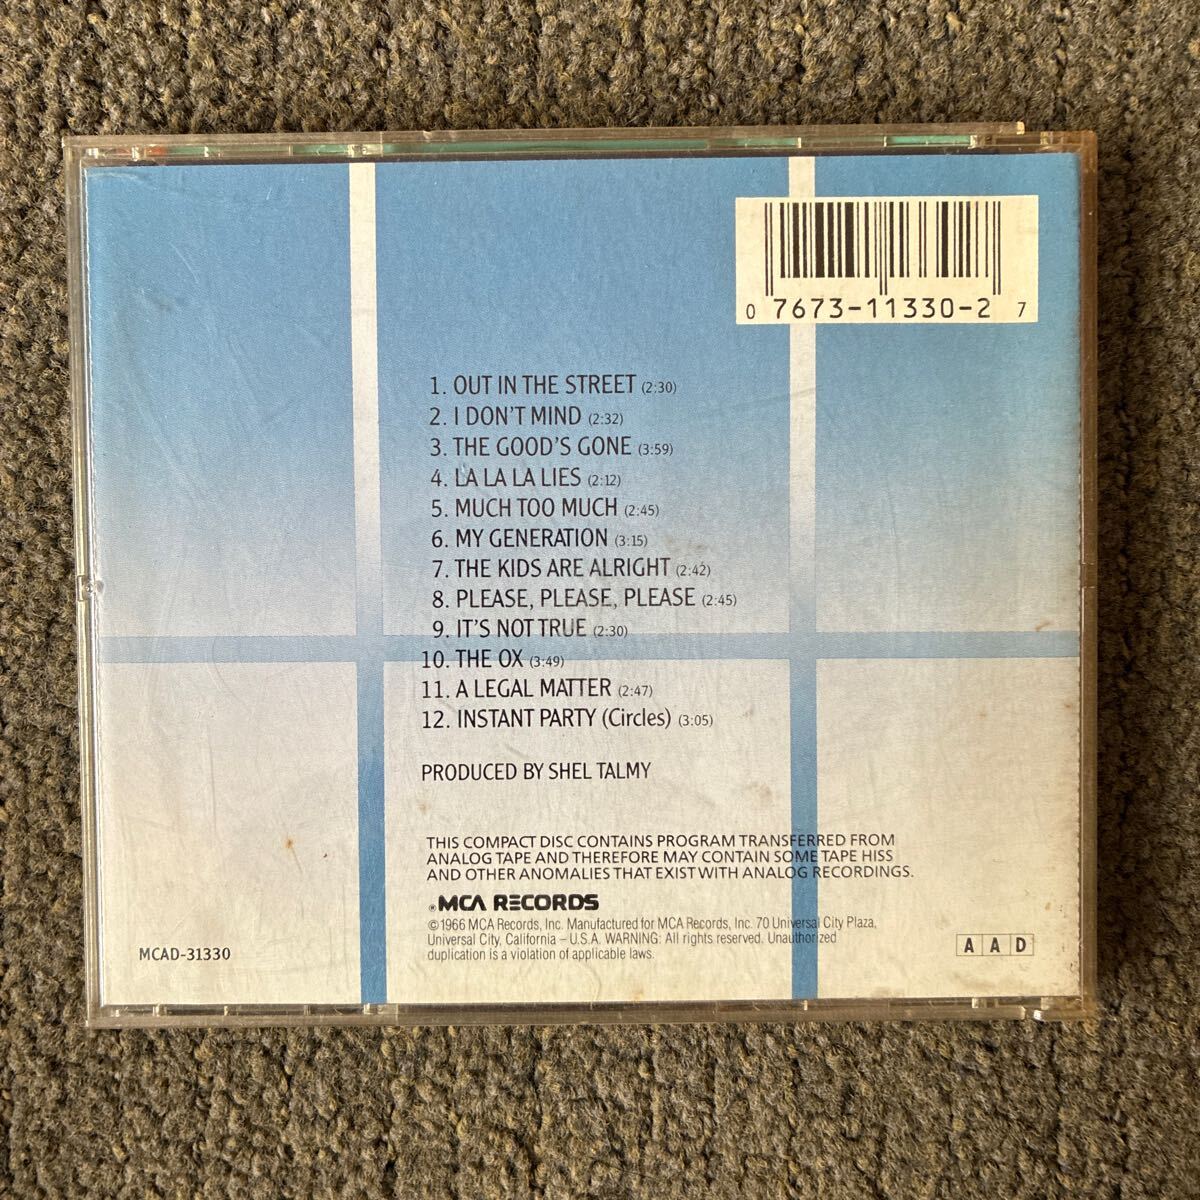 0 7673-11330-2 7
1. OUT IN THE STREET (2:30)
2. I DON'T MIND (2:32)
3. THE GOOD'S GONE (3:59)
4. LA LA LA LIES (2:12)
5. MUCH TOO MUCH (2:45)
6. MY GENERATION (3:15)
7. THE KIDS ARE ALRIGHT (2:42)
8. PLEASE, PLEASE, PLEASE (2:45)
9. IT'S NOT TRUE (2:30)
10. THE OX (3:49)
11. A LEGAL MATTER (2:47)
12. INSTANT PARTY (Circles) (3:05)
PRODUCED BY SHEL TALMY
THIS COMPACT DISC CONTAINS PROGRAM TRANSFERRED FROM
ANALOG TAPE AND THEREFORE MAY CONTAIN SOME TAPE HISS
AND OTHER ANOMALIES THAT EXIST WITH ANALOG RECORDINGS.
®MCA RECORDS
©1966 MCA Records, Inc. Manufactured for MCA Records, Inc. 70 Universal City Plaza,
Universal City, California – U.S.A. WARNING: All rights reserved. Unauthorized
duplication is a violation of applicable laws.
MCAD-31330
A A D